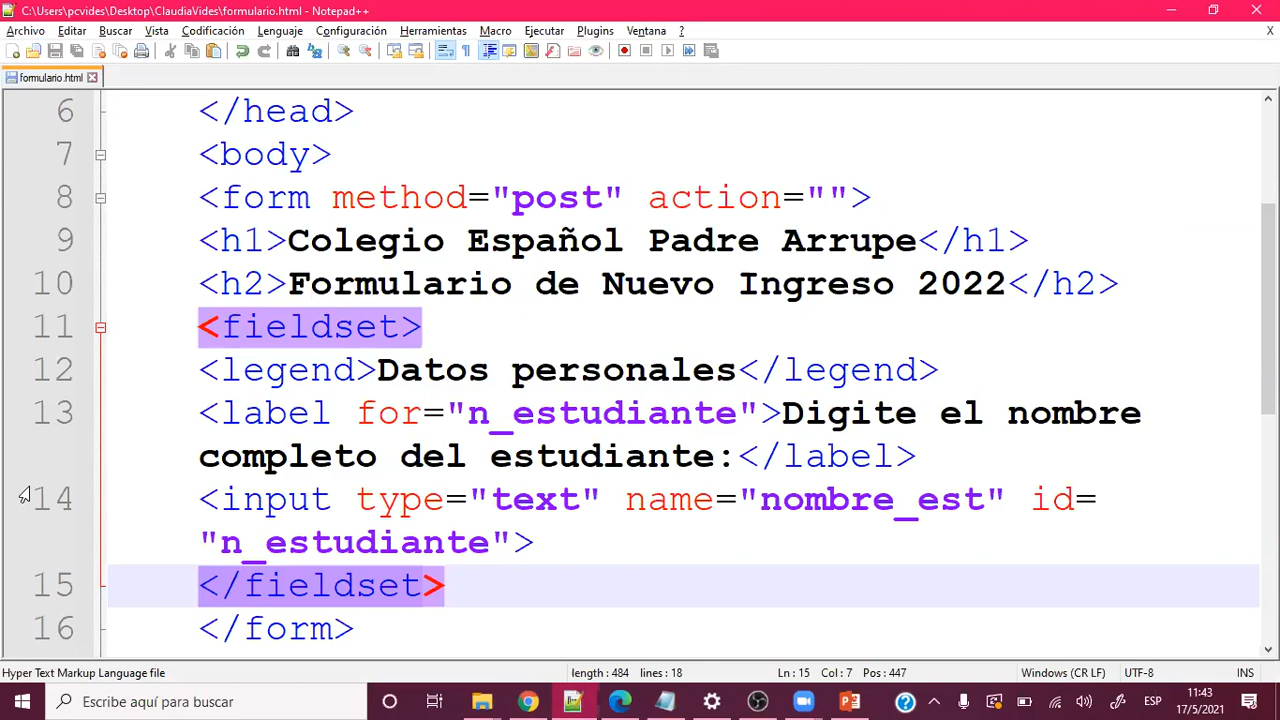 C:\Users\pcvides\Desktop\ClaudiaVides\formulario.html - Notepad++
Archivo Editar Buscar Vista Codificación Lenguaje Configuración Herramientas Macro Ejecutar Plugins Ventana ? X
formulario.html
6 </head>
7 <body>
8 <form method="post" action="">
9 <h1>Colegio Español Padre Arrupe</h1>
10 <h2>Formulario de Nuevo Ingreso 2022</h2>
11 <fieldset>
12 <legend>Datos personales</legend>
13 <label for="n_estudiante">Digite el nombre
completo del estudiante:</label>
14 <input type="text" name="nombre_est" id=
"n_estudiante">
15 </fieldset>
16 </form>
Hyper Text Markup Language file length : 484 lines : 18 Ln : 15 Col : 7 Pos : 447 Windows (CR LF) UTF-8 INS
Escribe aquí para buscar
ESP
11:43
17/5/2021